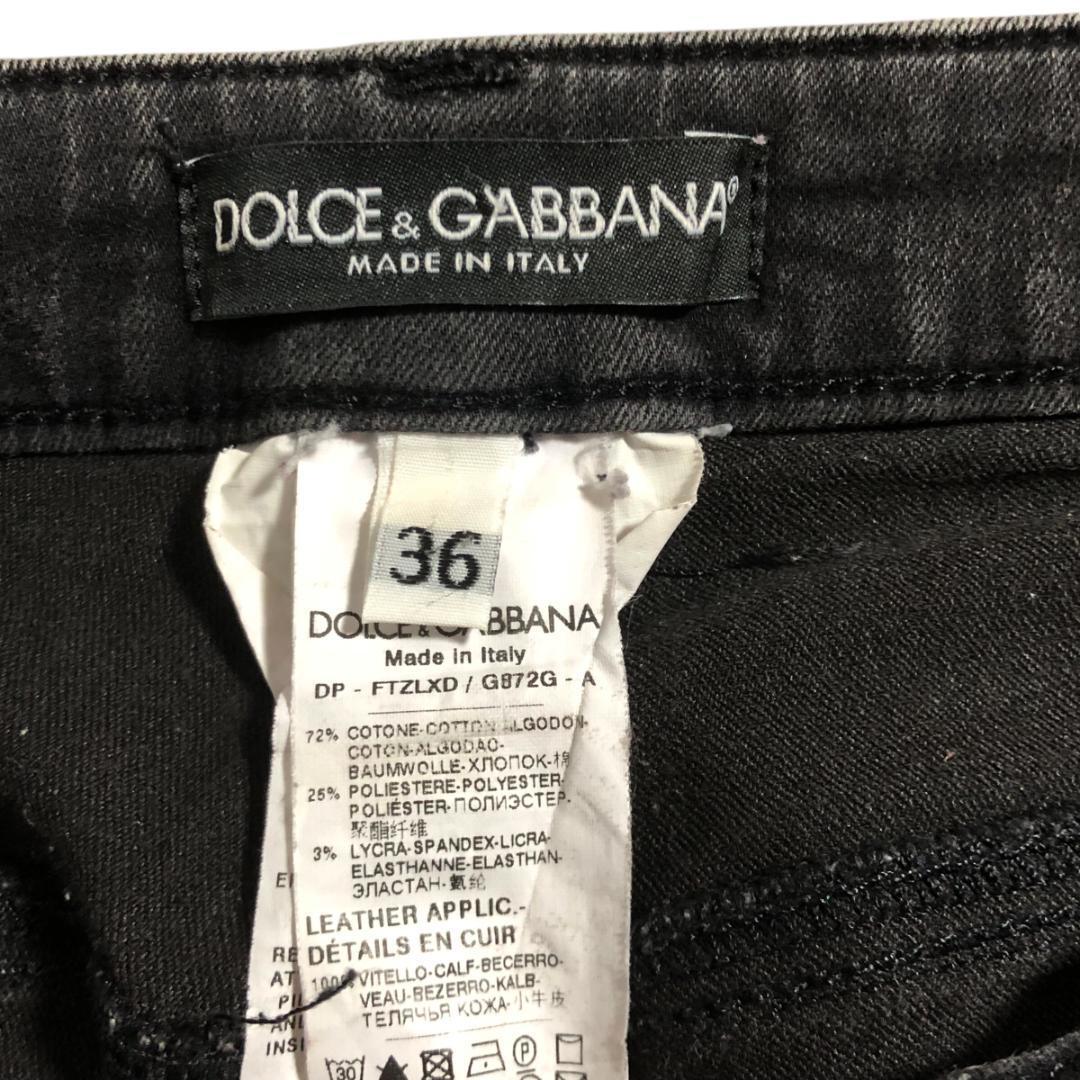 DOLCE & GABBANA®
MADE IN ITALY
36
DOLCE & GABBANA
Made in Italy
DP - FTZLXD / G872G - A
72% COTONE-COTTON-ALGODON-
COTON-ALGODAO-
BAUMWOLLE-ХЛОПОК-棉
25% POLIESTERE-POLYESTER-
POLIÉSTER-ПОЛИЭСТЕР-
聚酯纤维
3% LYCRA-SPANDEX-LICRA-
ELASTHANNE-ELASTHAN-
ЭЛАСТАН-氨纶
LEATHER APPLIC.-
DÉTAILS EN CUIR
100% VITELLO-CALF-BECERRO-
VEAU-BEZERRO-KALB-
ТЕЛЯЧЬЯ КОЖА-小牛皮
30 P